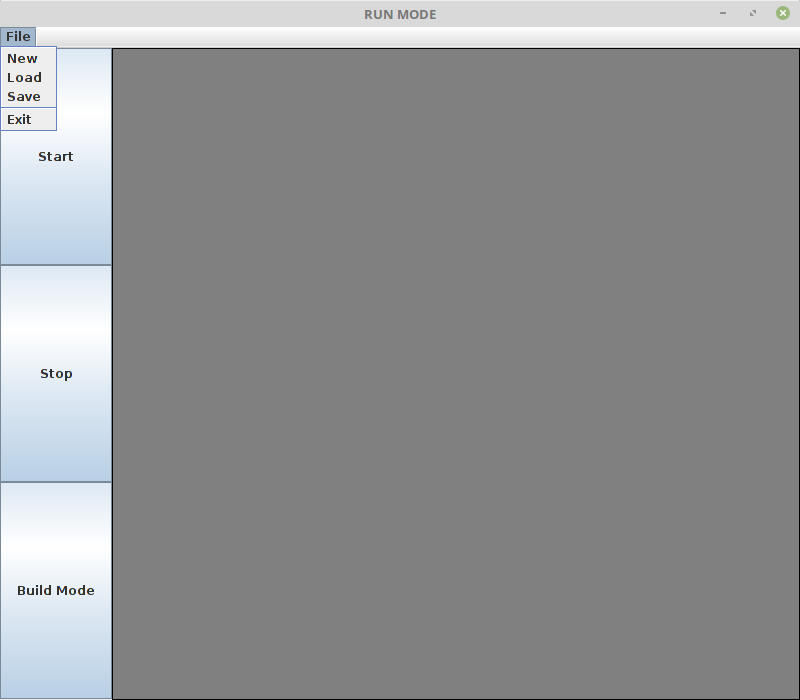 RUN MODE
File
New
Load
Save
Exit
Start
Stop
Build Mode